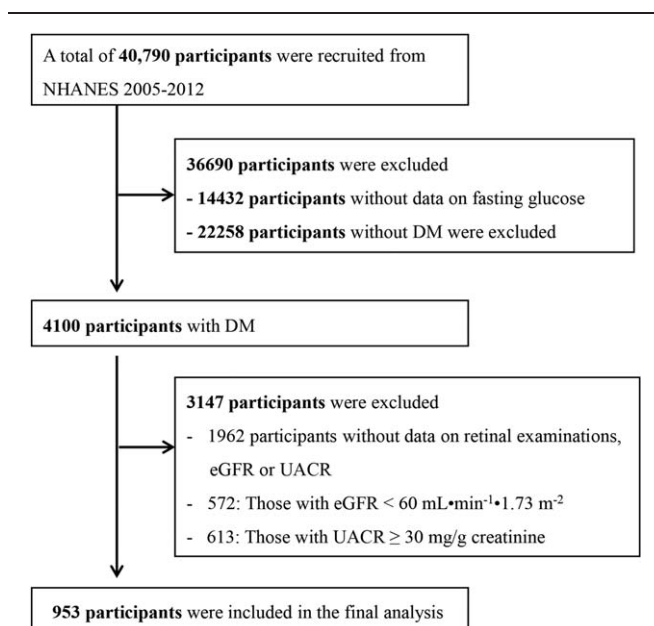 A total of 40,790 participants were recruited from
NHANES 2005-2012
36690 participants were excluded
- 14432 participants without data on fasting glucose
- 22258 participants without DM were excluded
4100 participants with DM
3147 participants were excluded
- 1962 participants without data on retinal examinations,
eGFR or UACR
- 572: Those with eGFR < 60 mL•min⁻¹•1.73 m⁻²
- 613: Those with UACR ≥ 30 mg/g creatinine
953 participants were included in the final analysis